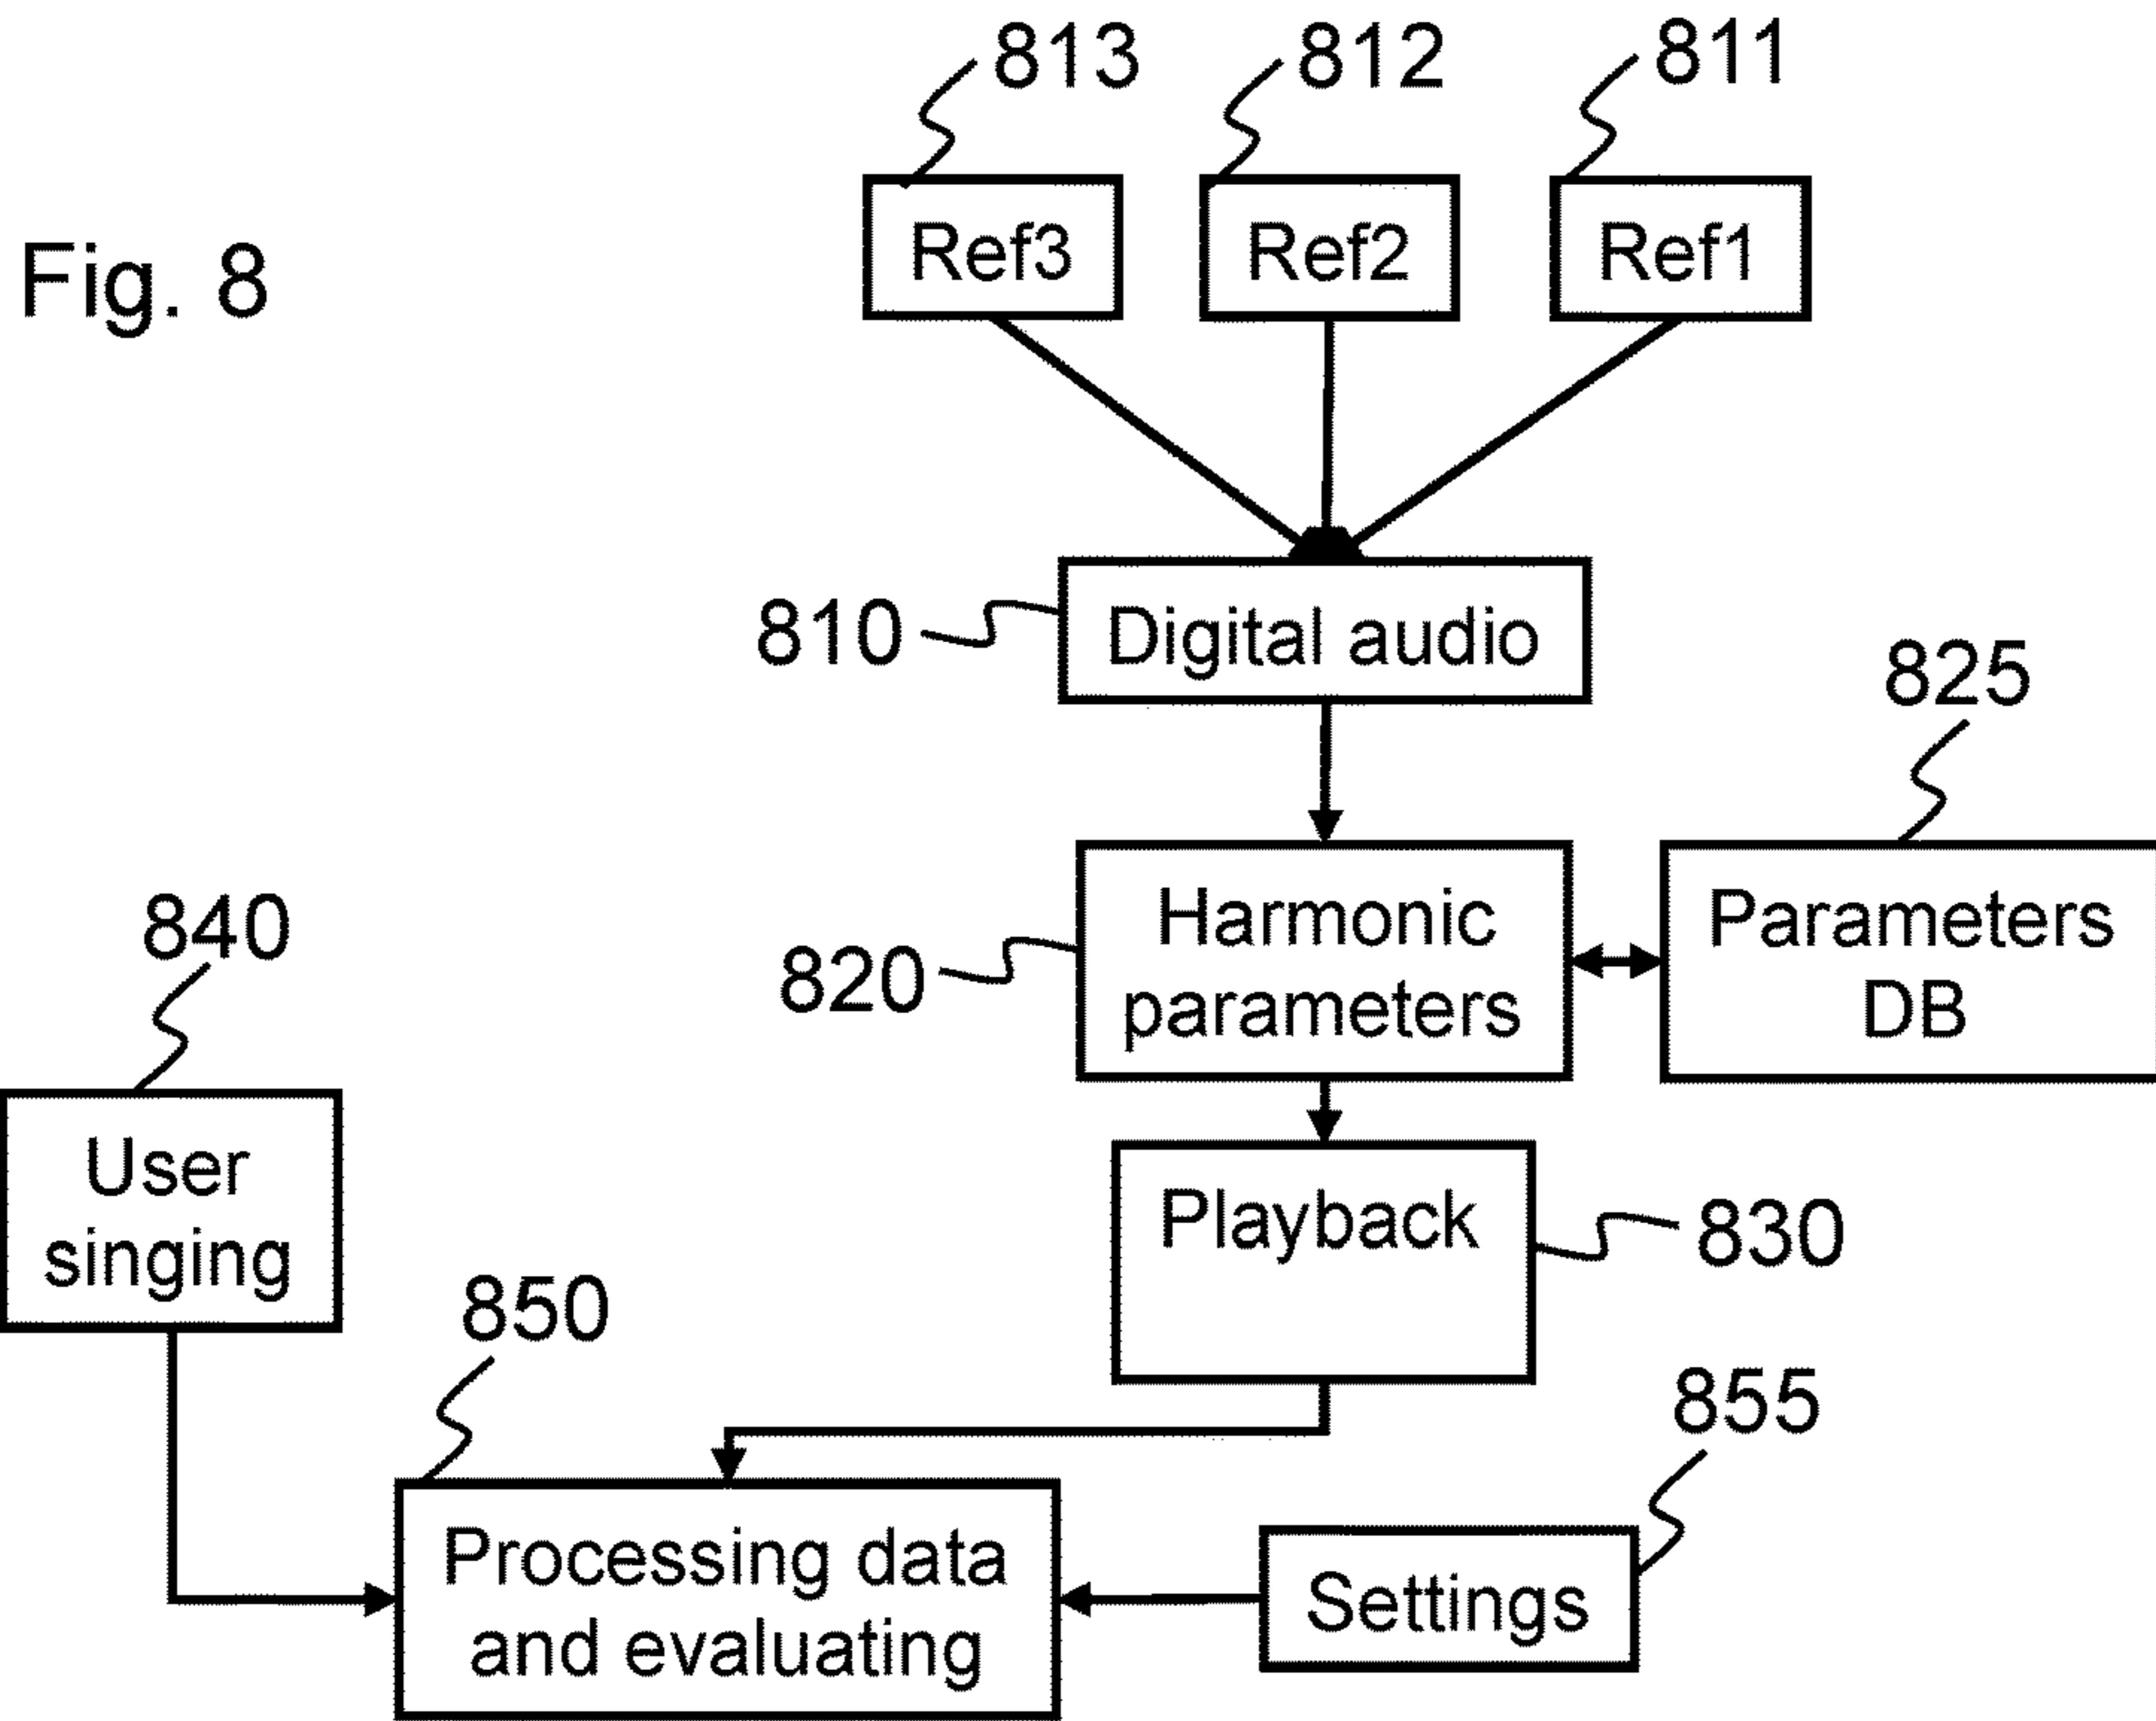 813
812
811
Fig. 8
Ref3
Ref2
Ref1
810
Digital audio
825
840
820
Harmonic
parameters
Parameters
DB
User
singing
Playback
830
850
855
Processing data
and evaluating
Settings